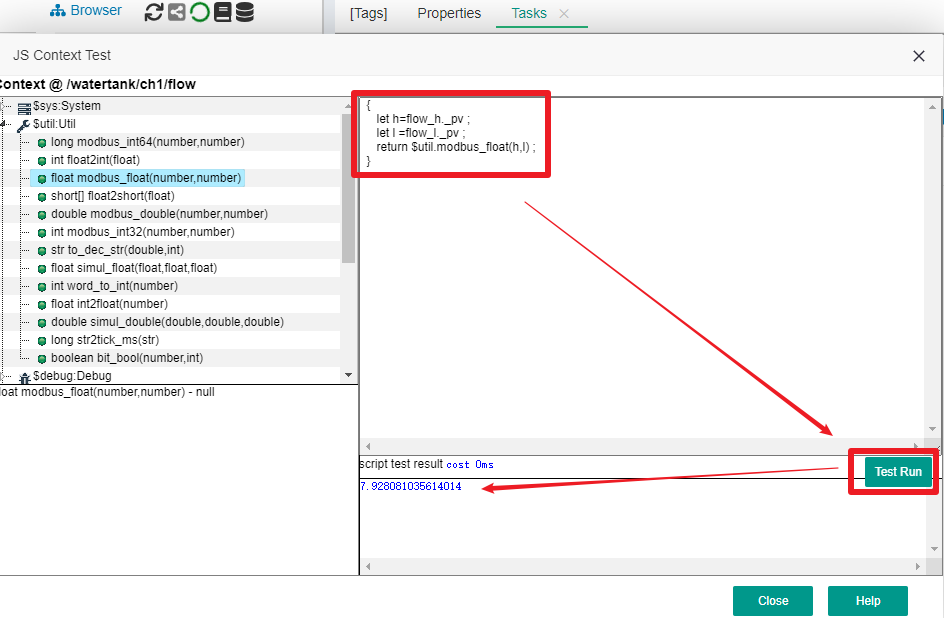 Browser
[Tags] Properties Tasks
JS Context Test
Context @ /watertank/ch1/flow
$sys:System
$util:Util
long modbus_int64(number,number)
int float2int(float)
float modbus_float(number,number)
short[] float2short(float)
double modbus_double(number,number)
int modbus_int32(number,number)
str to_dec_str(double,int)
float simul_float(float,float,float)
int word_to_int(number)
float int2float(number)
double simul_double(double,double,double)
long str2tick_ms(str)
boolean bit_bool(number,int)
$debug:Debug
loat modbus_float(number,number) - null
{
let h=flow_h._pv ;
let l =flow_l._pv ;
return $util.modbus_float(h,l) ;
}
script test result cost 0ms
Test Run
7.928081035614014
Close Help